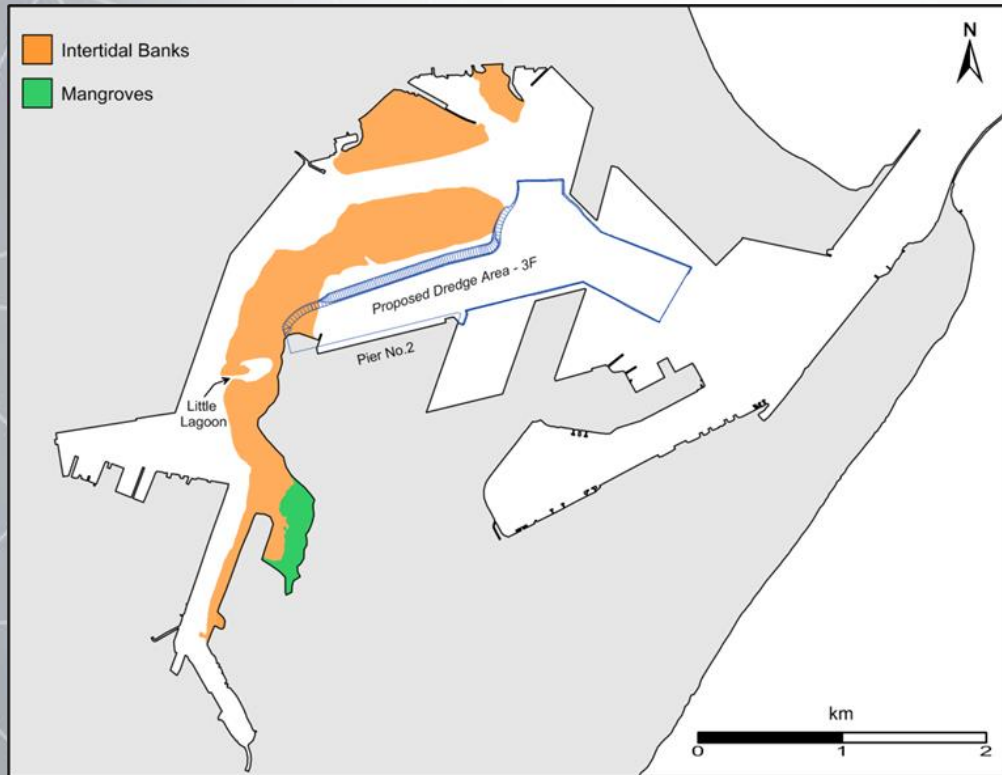 Intertidal Banks
Mangroves
N
Proposed Dredge Area - 3F
Pier No.2
Little
Lagoon
km
0 1 2